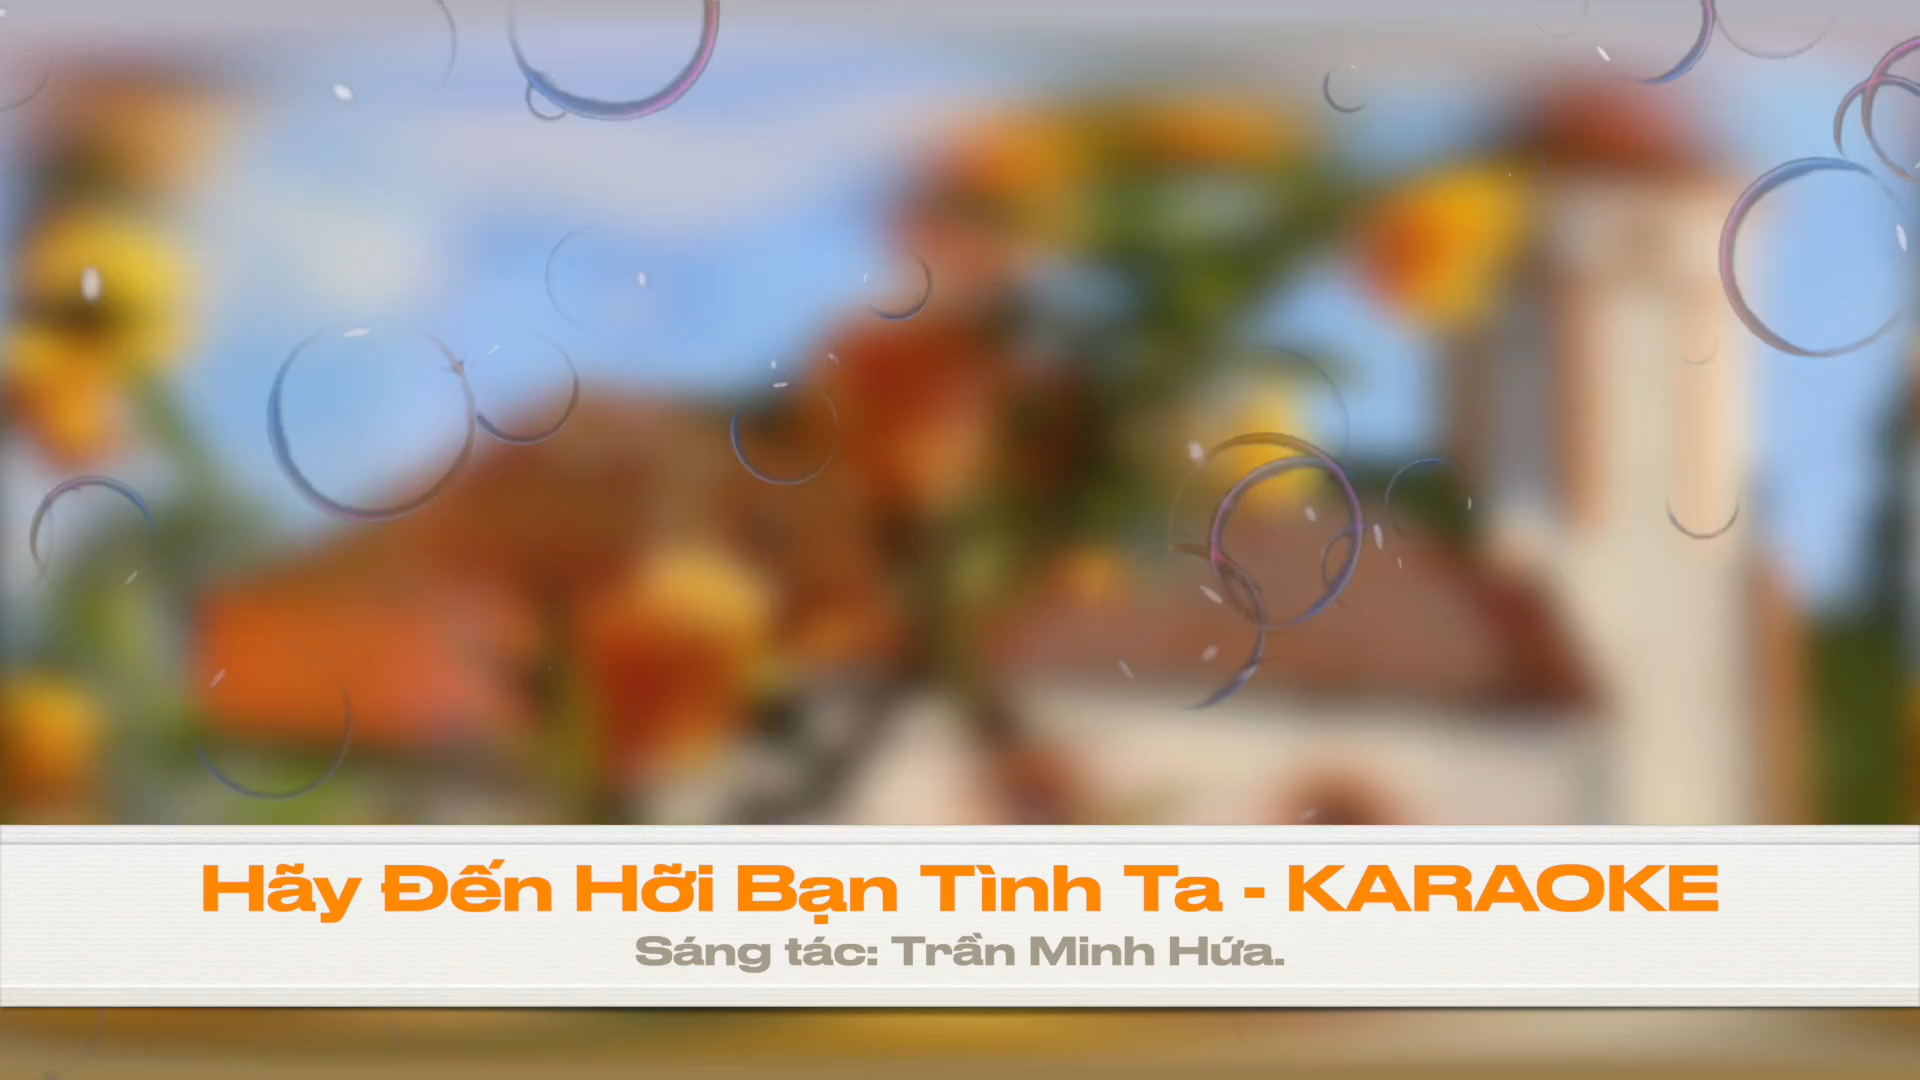 Hãy Đến Hỡi Bạn Tình Ta - KARAOKE
Sáng tác: Trần Minh Hứa.